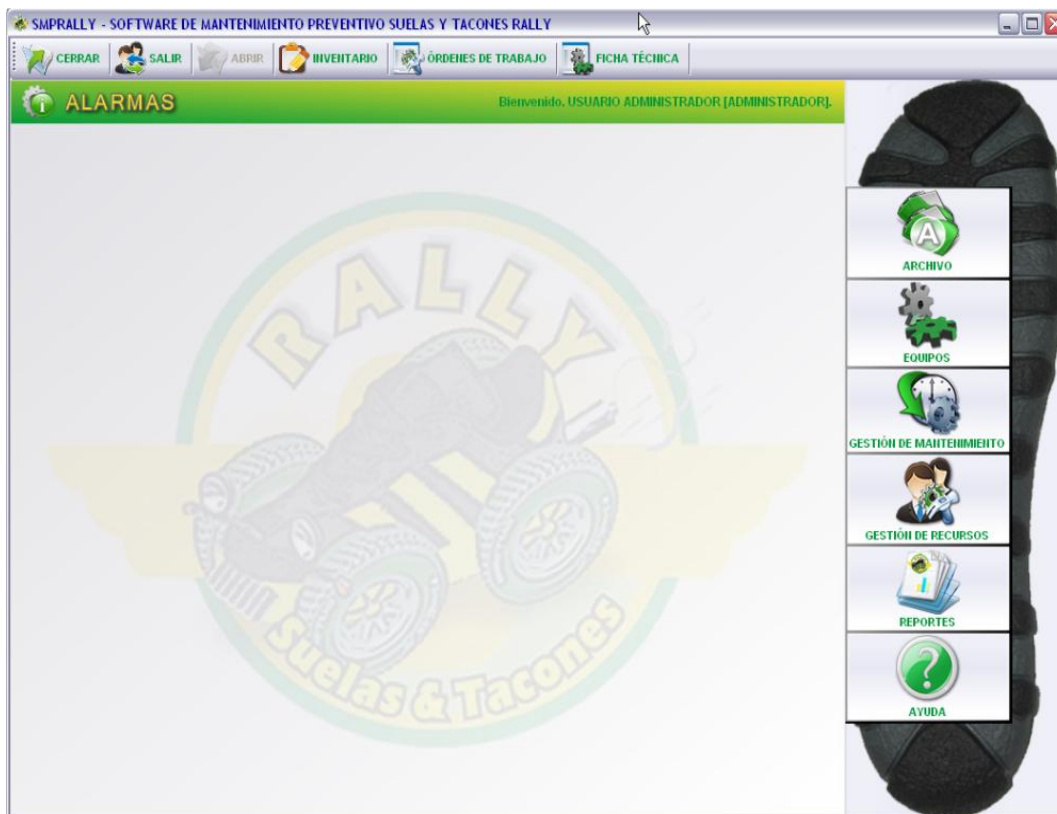 SMPRALLY - SOFTWARE DE MANTENIMIENTO PREVENTIVO SUELAS Y TACONES RALLY
CERRAR SALIR ABRIR INVENTARIO ÓRDENES DE TRABAJO FICHA TÉCNICA
ALARMAS Bienvenido. USUARIO ADMINISTRADOR [ADMINISTRADOR].
RALLY
Suelas & Tacones
A
ARCHIVO
EQUIPOS
GESTIÓN DE MANTENIMIENTO
GESTIÓN DE RECURSOS
REPORTES
?
AYUDA